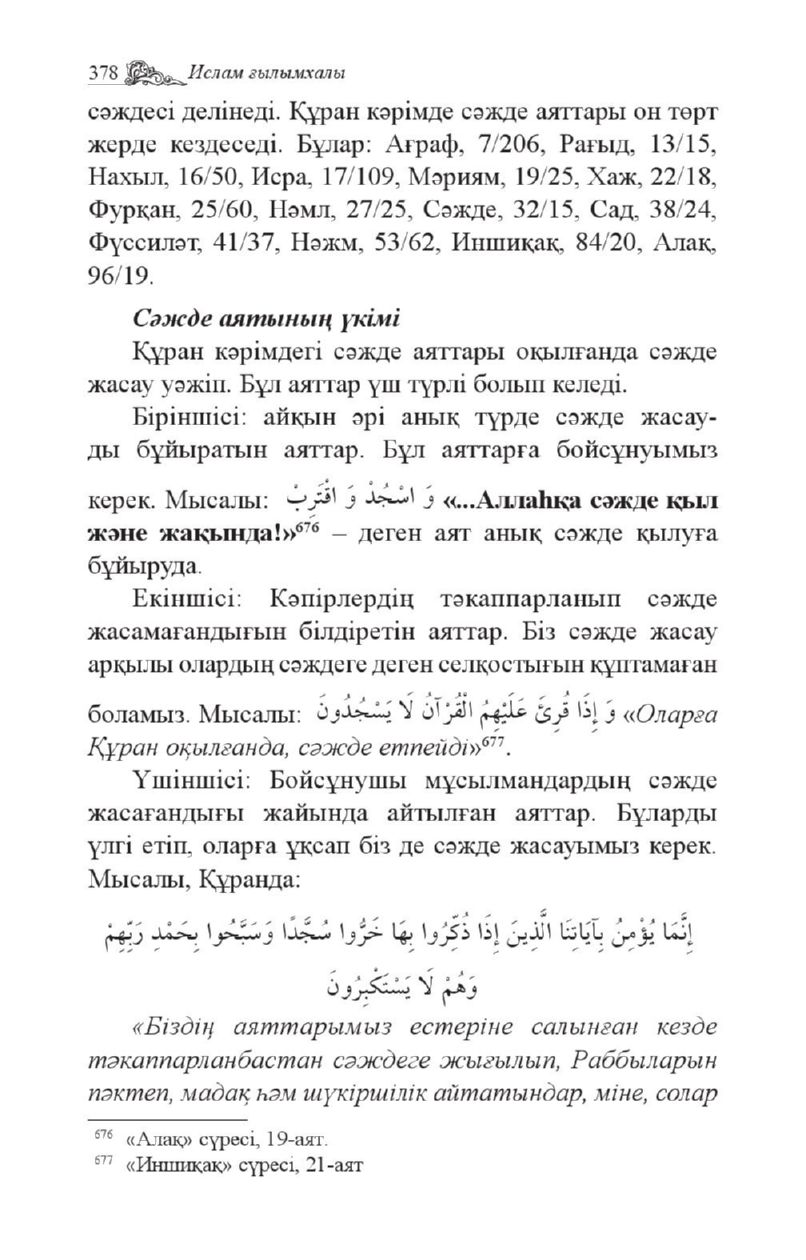 378 Ислам ғылымхалы
сәждесі делінеді. Құран кәрімде сәжде аяттары он төрт
жерде кездеседі. Бұлар: Ағраф, 7/206, Рағыд, 13/15,
Нахыл, 16/50, Исра, 17/109, Мәриям, 19/25, Хаж, 22/18,
Фурқан, 25/60, Нәмл, 27/25, Сәжде, 32/15, Сад, 38/24,
Фүссиләт, 41/37, Нәжм, 53/62, Иншиқақ, 84/20, Алақ,
96/19.
Сәжде аятының үкімі
Құран кәрімдегі сәжде аяттары оқылғанда сәжде
жасау уәжіп. Бұл аяттар үш түрлі болып келеді.
Біріншісі: айқын әрі анық түрде сәжде жасау-
ды бұйыратын аяттар. Бұл аяттарға бойсұнуымыз
керек. Мысалы: وَ اسْجُدْ وَ اقْتَرِبْ «...Аллаһқа сәжде қыл
және жақында!»⁶⁷⁶ – деген аят анық сәжде қылуға
бұйыруда.
Екіншісі: Кәпірлердің тәкаппарланып сәжде
жасамағандығын білдіретін аяттар. Біз сәжде жасау
арқылы олардың сәждеге деген селқостығын құптамаған
боламыз. Мысалы: وَ إِذَا قُرِئَ عَلَيْهِمُ الْقُرْآنُ لَا يَسْجُدُونَ «Оларға
Құран оқылғанда, сәжде етпейді»⁶⁷⁷.
Үшіншісі: Бойсұнушы мұсылмандардың сәжде
жасағандығы жайында айтылған аяттар. Бұларды
үлгі етіп, оларға ұқсап біз де сәжде жасауымыз керек.
Мысалы, Құранда:
إِنَّمَا يُؤْمِنُ بِآيَاتِنَا الَّذِينَ إِذَا ذُكِّرُوا بِهَا خَرُّوا سُجَّدًا وَسَبَّحُوا بِحَمْدِ رَبِّهِمْ
وَهُمْ لَا يَسْتَكْبِرُونَ
«Біздің аяттарымыз естеріне салынған кезде
тәкаппарланбастан сәждеге жығылып, Раббыларын
пәктеп, мадақ һәм шүкіршілік айтатындар, міне, солар
⁶⁷⁶ «Алақ» сүресі, 19-аят.
⁶⁷⁷ «Иншиқақ» сүресі, 21-аят